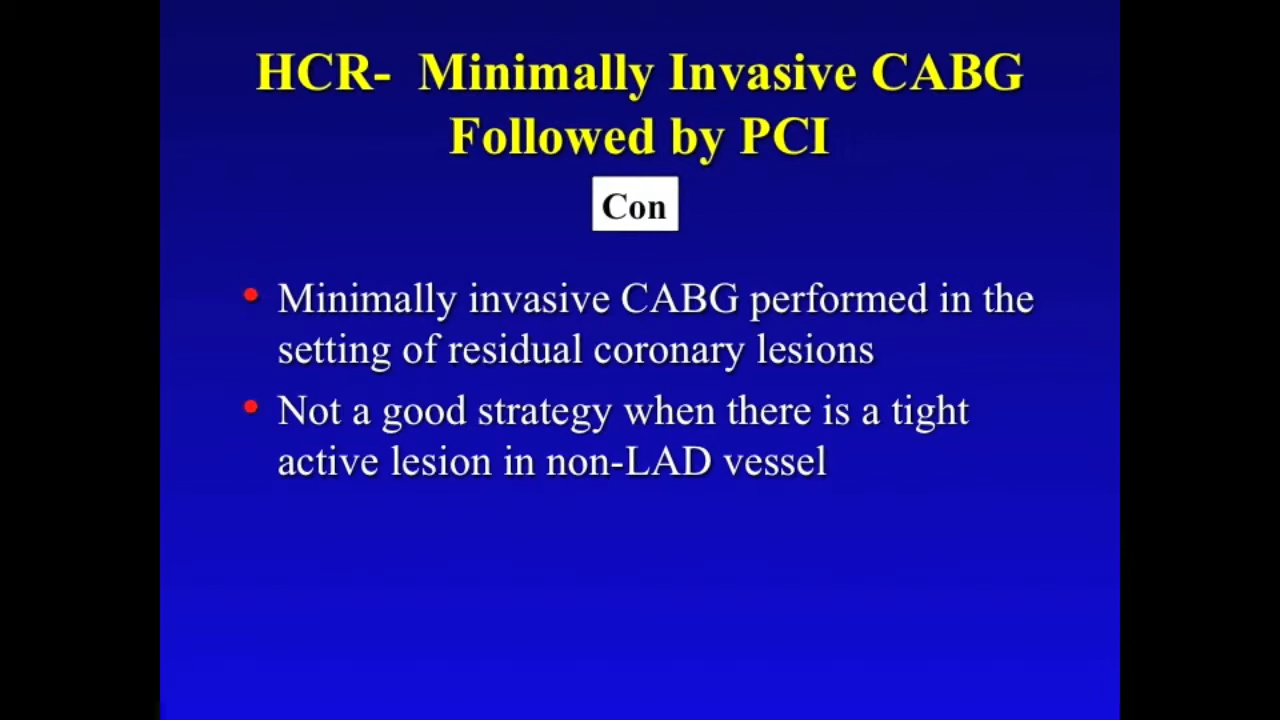 HCR- Minimally Invasive CABG
Followed by PCI
Con
• Minimally invasive CABG performed in the
setting of residual coronary lesions
• Not a good strategy when there is a tight
active lesion in non-LAD vessel